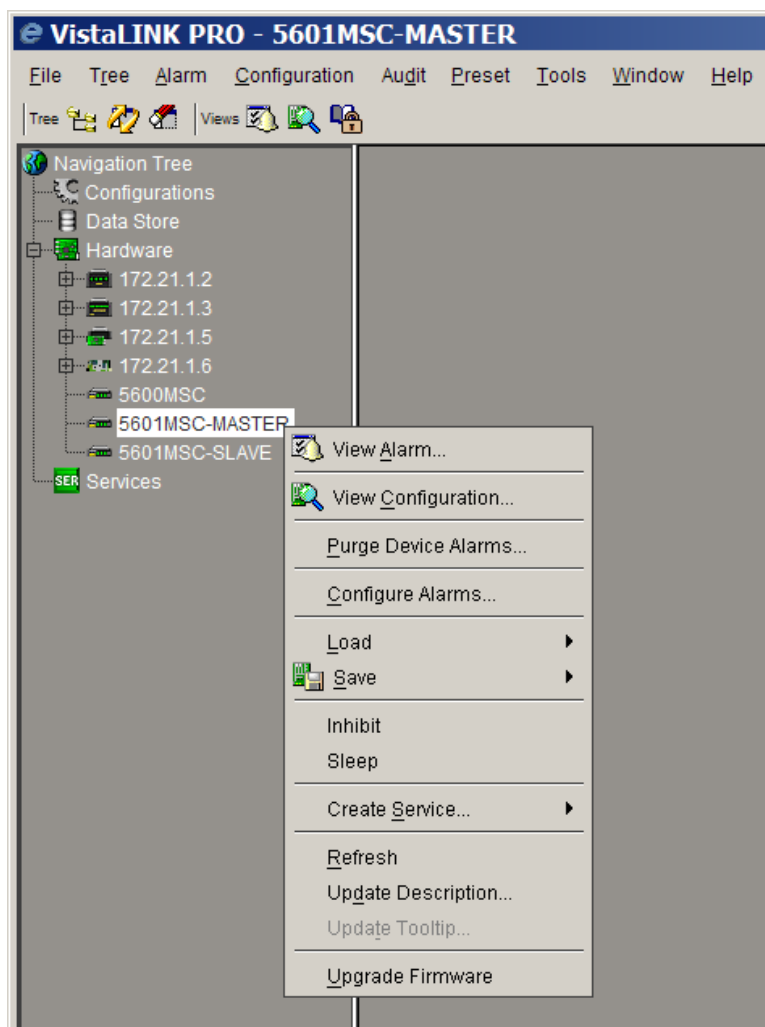 VistaLINK PRO - 5601MSC-MASTER
File Tree Alarm Configuration Audit Preset Tools Window Help
Tree Views
Navigation Tree
Configurations
Data Store
Hardware
172.21.1.2
172.21.1.3
172.21.1.5
172.21.1.6
5600MSC
5601MSC-MASTER
5601MSC-SLAVE
SER Services
View Alarm...
View Configuration...
Purge Device Alarms...
Configure Alarms...
Load
Save
Inhibit
Sleep
Create Service...
Refresh
Update Description...
Update Tooltip...
Upgrade Firmware